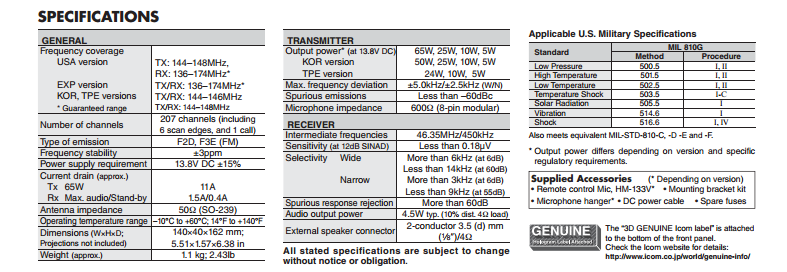 SPECIFICATIONS
GENERAL
Frequency coverage
USA version TX: 144–148MHz,
RX: 136–174MHz*
EXP version TX/RX: 136–174MHz*
KOR, TPE versions TX/RX: 144–146MHz
* Guaranteed range TX/RX: 144–148MHz
Number of channels 207 channels (including
6 scan edges, and 1 call)
Type of emission F2D, F3E (FM)
Frequency stability ±3ppm
Power supply requirement 13.8V DC ±15%
Current drain (approx.)
Tx 65W 11A
Rx Max. audio/Stand-by 1.5A/0.4A
Antenna impedance 50Ω (SO-239)
Operating temperature range –10°C to +60°C; 14°F to +140°F
Dimensions (W×H×D; 140×40×162 mm;
Projections not included) 5.51×1.57×6.38 in
Weight (approx.) 1.1 kg; 2.43lb
TRANSMITTER
Output power* (at 13.8V DC) 65W, 25W, 10W, 5W
KOR version 50W, 25W, 10W, 5W
TPE version 24W, 10W, 5W
Max. frequency deviation ±5.0kHz/±2.5kHz (W/N)
Spurious emissions Less than –60dBc
Microphone impedance 600Ω (8-pin modular)
RECEIVER
Intermediate frequencies 46.35MHz/450kHz
Sensitivity (at 12dB SINAD) Less than 0.18μV
Selectivity Wide More than 6kHz (at 6dB)
Less than 14kHz (at 60dB)
Narrow More than 3kHz (at 6dB)
Less than 9kHz (at 55dB)
Spurious response rejection More than 60dB
Audio output power 4.5W typ. (10% dist. 4Ω load)
External speaker connector 2-conductor 3.5 (d) mm
(⅛")/4Ω
All stated specifications are subject to change
without notice or obligation.
Applicable U.S. Military Specifications
Standard MIL 810G
Method Procedure
Low Pressure 500.5 I, II
High Temperature 501.5 I, II
Low Temperature 502.5 I, II
Temperature Shock 503.5 I-C
Solar Radiation 505.5 I
Vibration 514.6 I
Shock 516.6 I, IV
Also meets equivalent MIL-STD-810-C, -D -E and -F.
* Output power differs depending on version and specific
regulatory requirements.
Supplied Accessories (* Depending on version)
• Remote control Mic, HM-133V* • Mounting bracket kit
• Microphone hanger* • DC power cable • Spare fuses
GENUINE
Hologram Label Attached
The “3D GENUINE Icom label” is attached
to the bottom of the front panel.
Check the Icom website for details:
http://www.icom.co.jp/world/genuine-info/